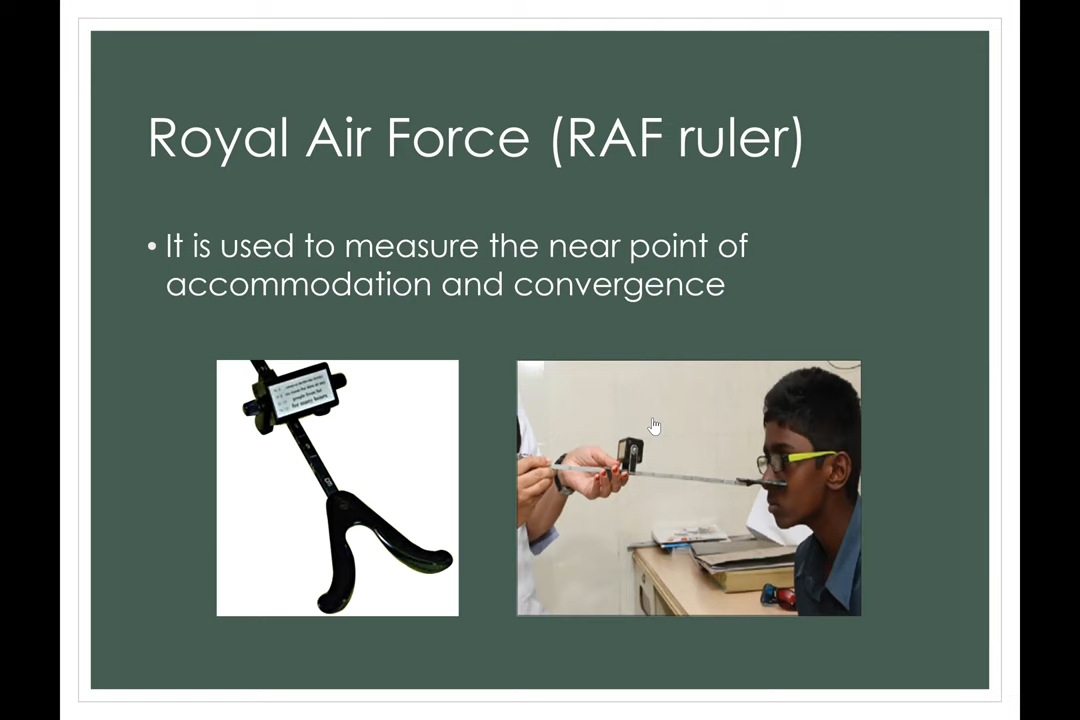 Royal Air Force (RAF ruler)
• It is used to measure the near point of
accommodation and convergence